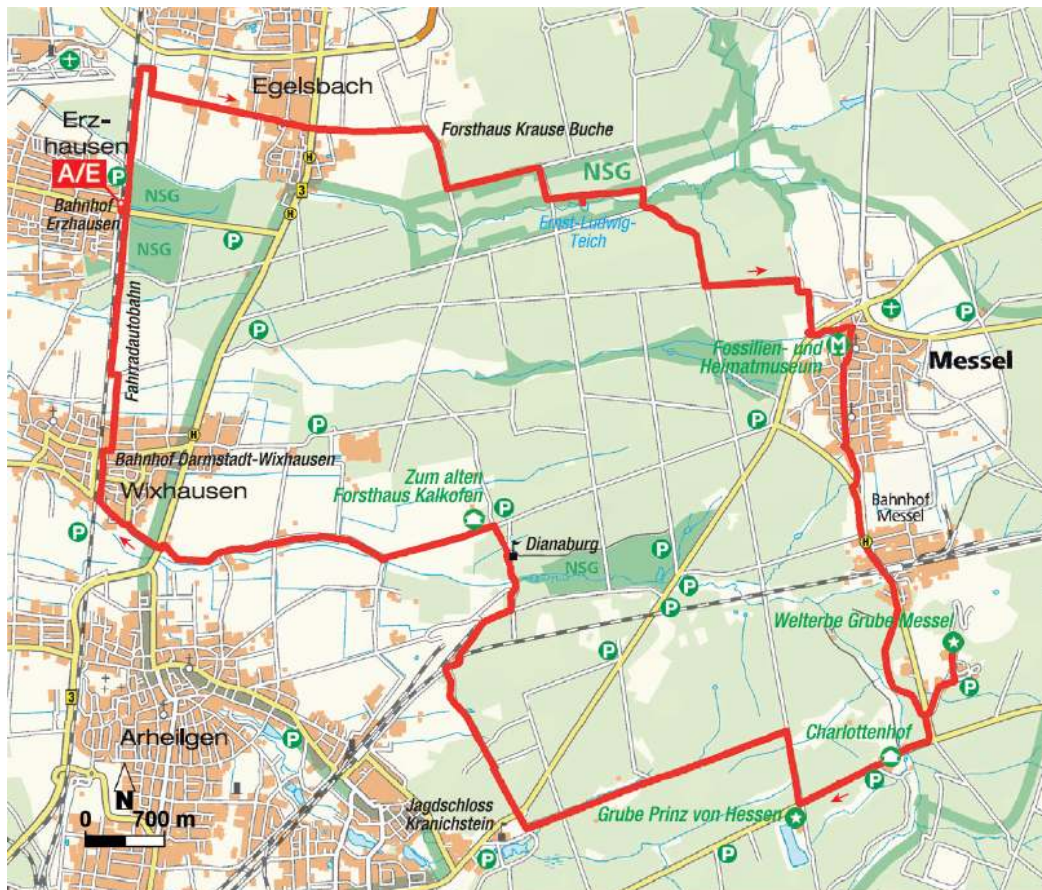 Egelsbach
Erz-
hausen
Forsthaus Krause Buche
P
A/E
NSG
H
3
NSG
Bahnhof
Erzhausen
H
Ernst-Ludwig-
Teich
P
NSG
P
Fahrradautobahn
Fossilien- und
Heimatmuseum
M
Messel
P
P
H
Bahnhof Darmstadt-Wixhausen
Wixhausen
Zum alten
Forsthaus Kalkofen
P
Bahnhof
Messel
P
Dianaburg
P
H
NSG
P
P
Welterbe Grube Messel
P
P
3
Arheilgen
P
Charlottenhof
P
N
0 700 m
Jagdschloss
Kranichstein
Grube Prinz von Hessen
P
P